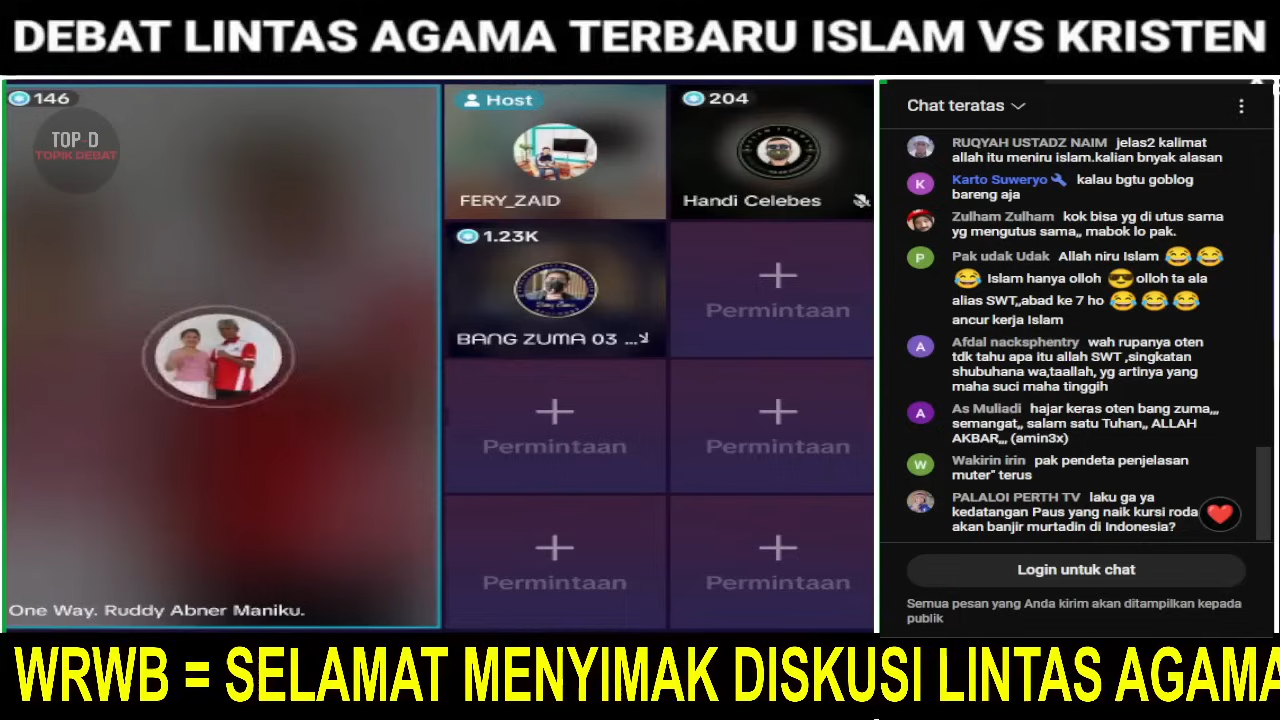 DEBAT LINTAS AGAMA TERBARU ISLAM VS KRISTEN
146
TOP-D
TOPIK DEBAT
One Way. Ruddy Abner Maniku.
Host
FERY_ZAID
204
Handi Celebes
1.23K
BANG ZUMA 03 ...
Permintaan
Permintaan
Permintaan
Permintaan
Permintaan
Chat teratas
RUQYAH USTADZ NAIM jelas2 kalimat
allah itu meniru islam.kalian bnyak alasan
K
Karto Suweryo kalau bgtu goblog
bareng aja
Zulham Zulham kok bisa yg di utus sama
yg mengutus sama,, mabok lo pak.
P
Pak udak Udak Allah niru Islam 😂 😂
😂 Islam hanya olloh 😎 olloh ta ala
alias SWT,,abad ke 7 ho 😂 😂 😂
ancur kerja Islam
A
Afdal nacksphentry wah rupanya oten
tdk tahu apa itu allah SWT ,singkatan
shubuhana wa,taallah, yg artinya yang
maha suci maha tinggih
A
As Muliadi hajar keras oten bang zuma,,,
semangat,, salam satu Tuhan,, ALLAH
AKBAR,,, (amin3x)
W
Wakirin irin pak pendeta penjelasan
muter" terus
PALALOI PERTH TV laku ga ya
kedatangan Paus yang naik kursi roda
akan banjir murtadin di Indonesia?
Login untuk chat
Semua pesan yang Anda kirim akan ditampilkan kepada
publik
WRWB = SELAMAT MENYIMAK DISKUSI LINTAS AGAMA